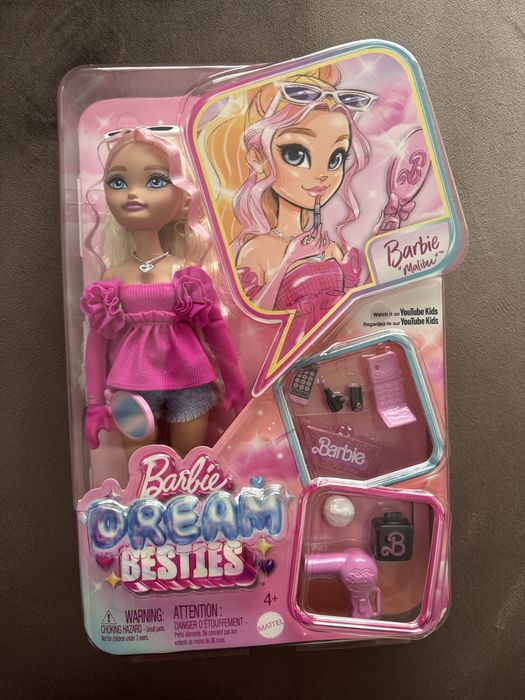 B
Barbie
"Malibu"™
Watch it on YouTube Kids
Regardez-le sur YouTube Kids
Barbie
B
Barbie
DREAM
BESTIES
4+
MATTEL
WARNING:
CHOKING HAZARD - Small parts.
Not for children under 3 years.
ATTENTION :
DANGER D'ÉTOUFFEMENT -
Petits éléments. Ne convient pas aux
enfants de moins de 36 mois.